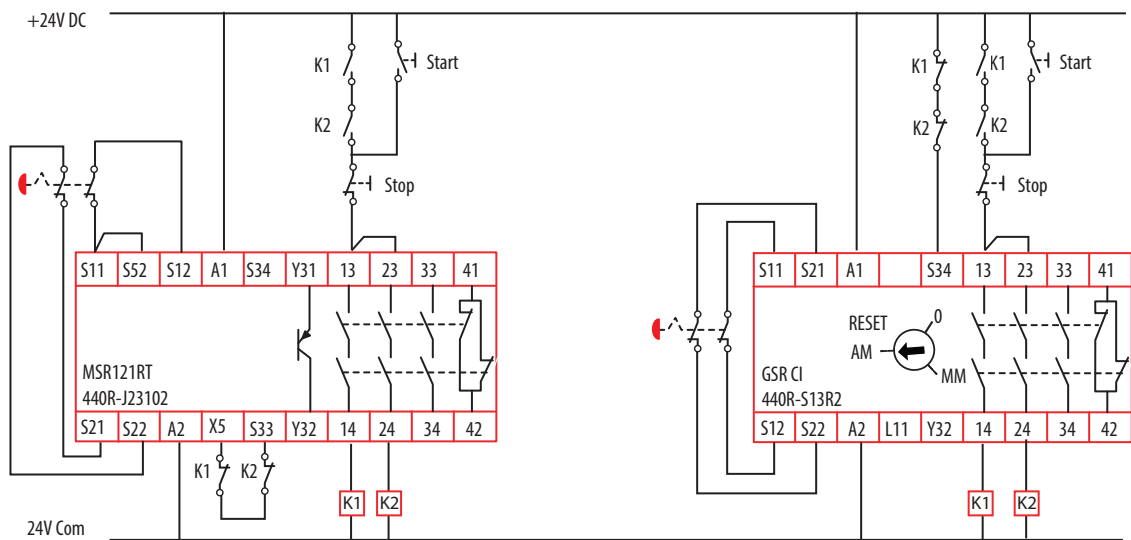 +24V DC
K1
Start
K2
Stop
S11 S52 S12 A1 S34 Y31 13 23 33 41
MSR121RT
440R-J23102
S21 S22 A2 X5 S33 Y32 14 24 34 42
K1 K2
K1 K2
24V Com
K1 K1 Start
K2 K2
Stop
S11 S21 A1 S34 13 23 33 41
0
RESET
AM
MM
GSR CI
440R-S13R2
S12 S22 A2 L11 Y32 14 24 34 42
K1 K2